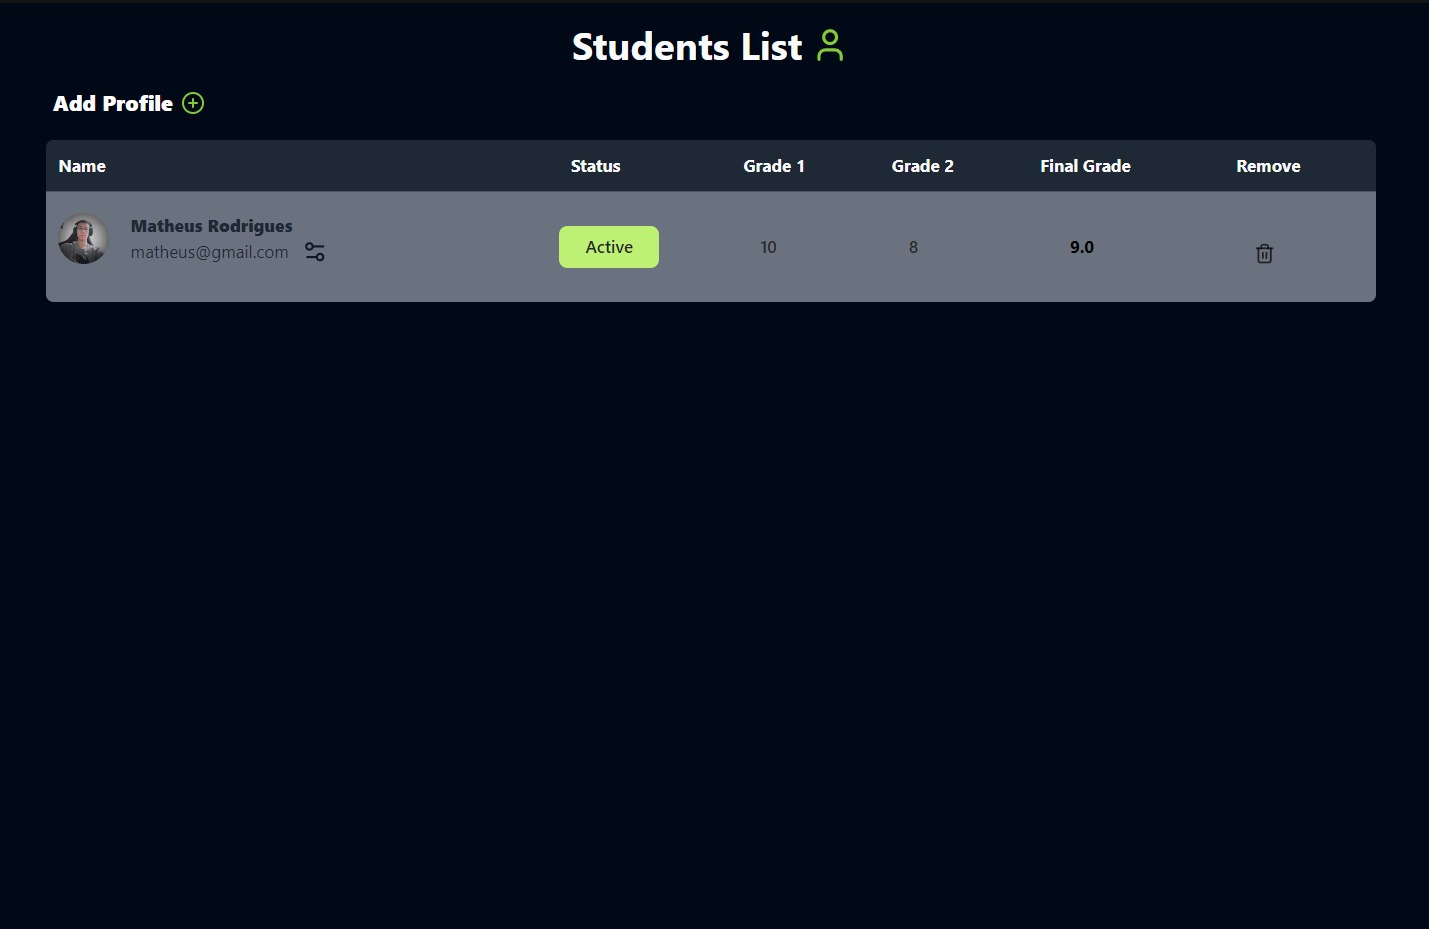 Students List
Add Profile
Name Status Grade 1 Grade 2 Final Grade Remove
Matheus Rodrigues
matheus@gmail.com Active 10 8 9.0